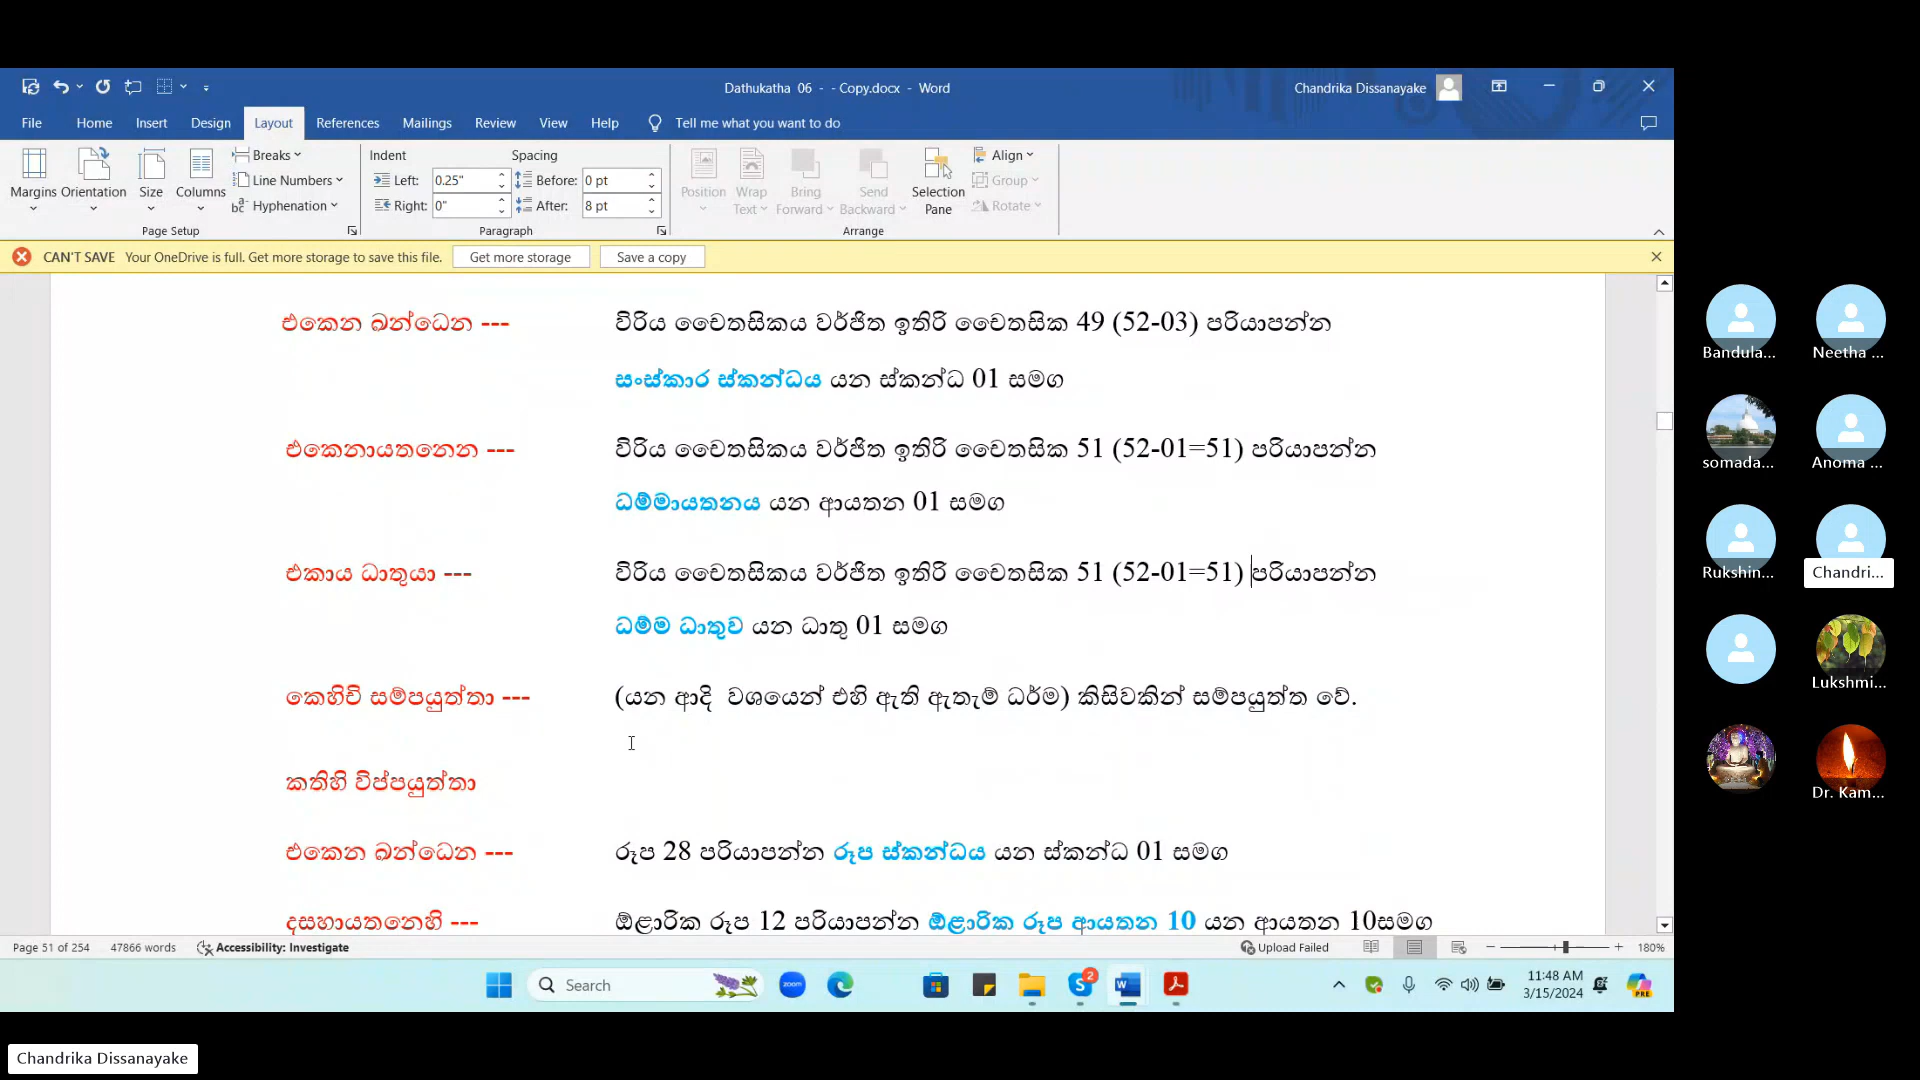 Dathukatha 06 - - Copy.docx - Word
Chandrika Dissanayake
File Home Insert Design Layout References Mailings Review View Help Tell me what you want to do
Margins Orientation Size Columns
Breaks
Line Numbers
Hyphenation
Page Setup
Indent Spacing
Left: 0.25" Before: 0 pt
Right: 0" After: 8 pt
Paragraph
Position Wrap Text Bring Forward Send Backward Selection Pane
Align
Group
Rotate
Arrange
CAN'T SAVE Your OneDrive is full. Get more storage to save this file. Get more storage Save a copy
එකෙන ඛන්ධෙන --- විරිය චෛතසිකය වර්ජිත ඉතිරි චෛතසික 49 (52-03) පරියාපන්න
සංස්කාර ස්කන්ධය යන ස්කන්ධ 01 සමග
එකෙනායතනෙන --- විරිය චෛතසිකය වර්ජිත ඉතිරි චෛතසික 51 (52-01=51) පරියාපන්න
ධම්මායතනය යන ආයතන 01 සමග
එකාය ධාතුයා --- විරිය චෛතසිකය වර්ජිත ඉතිරි චෛතසික 51 (52-01=51) පරියාපන්න
ධම්ම ධාතුව යන ධාතු 01 සමග
කෙහිචි සම්පයුත්තා --- (යන ආදි වශයෙන් එහි ඇති ඇතැම් ධර්ම) කිසිවකින් සම්පයුත්ත වේ.
කතිහි විප්පයුත්තා
එකෙන ඛන්ධෙන --- රූප 28 පරියාපන්න රූප ස්කන්ධය යන ස්කන්ධ 01 සමග
දසහායතනෙහි --- ඕළාරික රූප 12 පරියාපන්න ඕළාරික රූප ආයතන 10 යන ආයතන 10සමග
Page 51 of 254 47866 words Accessibility: Investigate Upload Failed 180%
Search zoom 2 11:48 AM
3/15/2024
PRE
Bandula... Neetha ...
somada... Anoma ...
Rukshin... Chandri...
Lukshmi...
Dr. Kam...
Chandrika Dissanayake